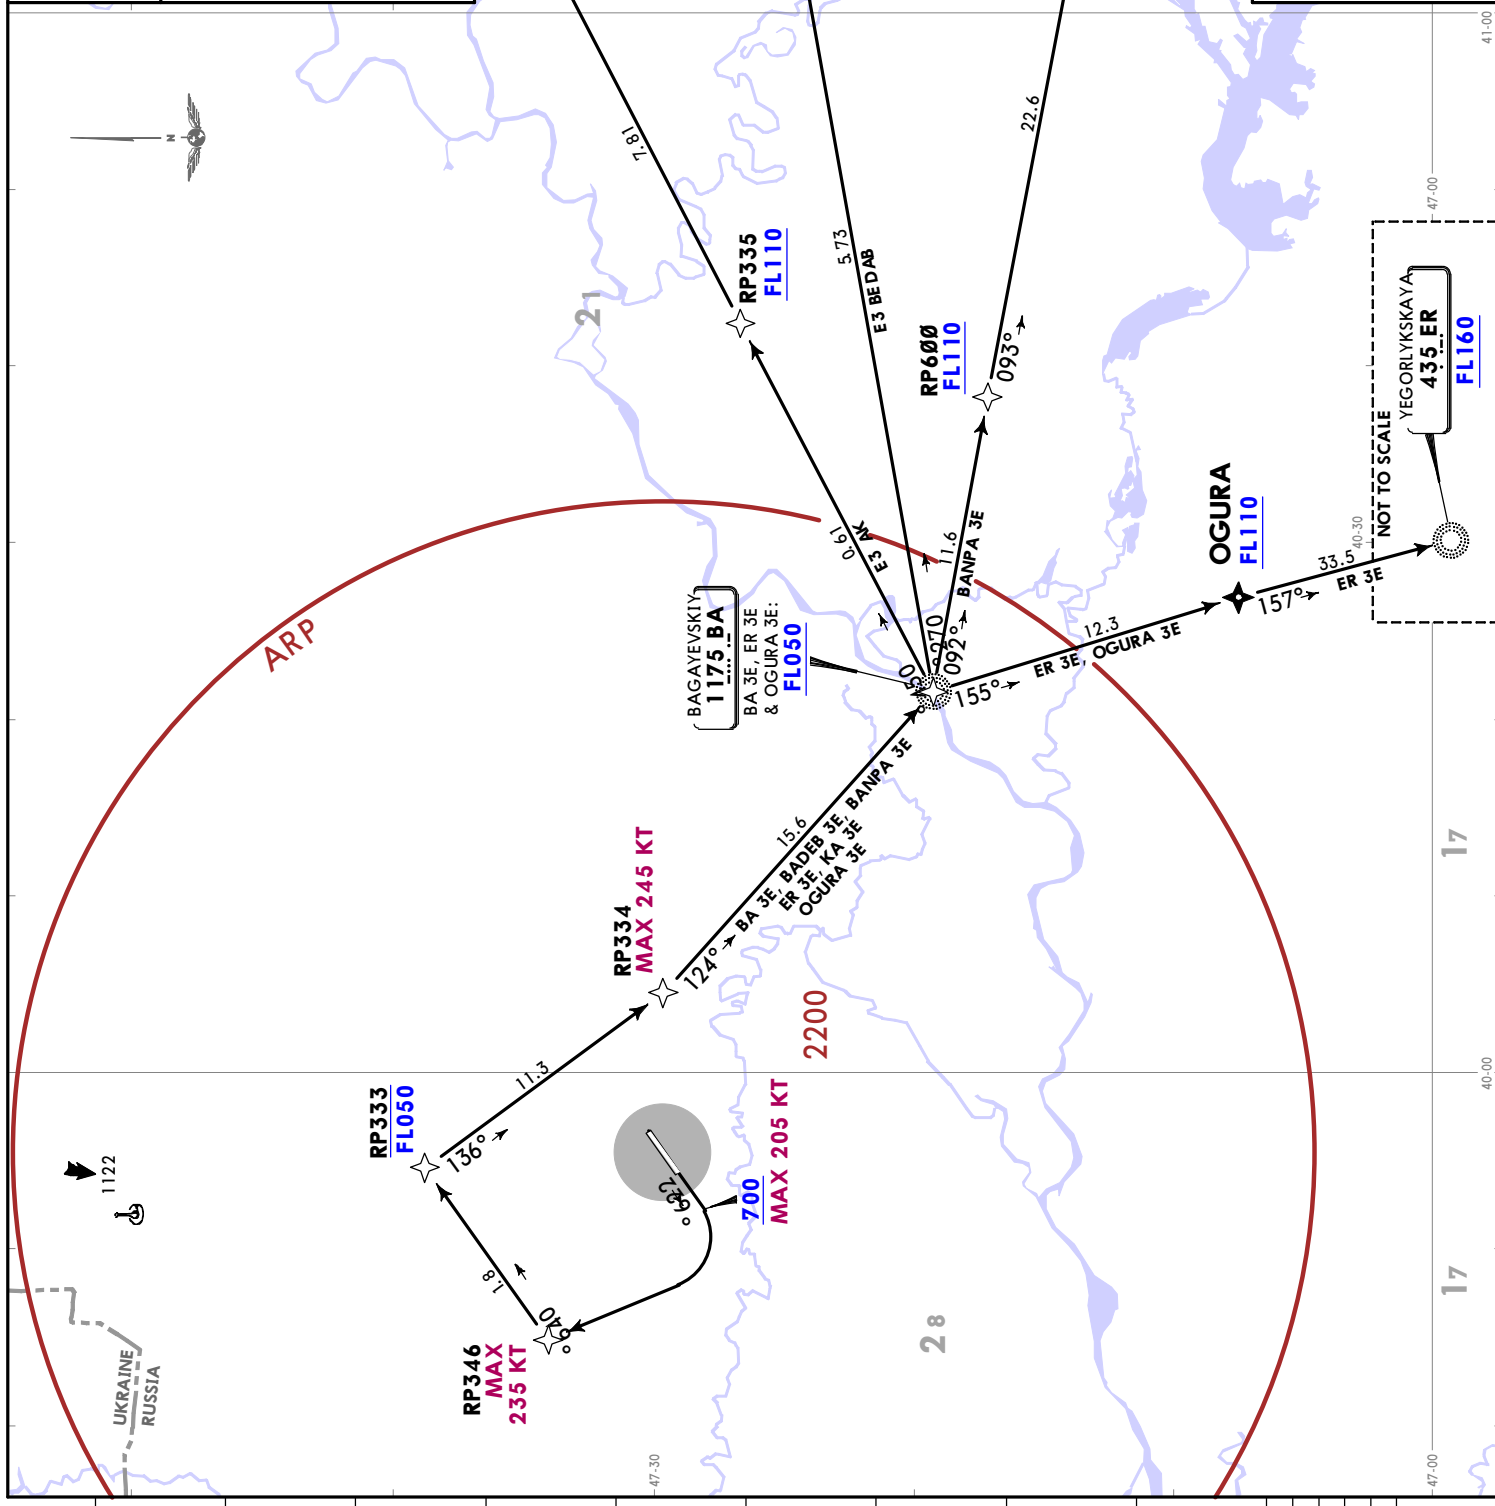 41-00
N
7.81
RP335
FL110
21
5.73
E3 BEDAB
22.6
47-00
RP6ØØ
FL110
093°
NOT TO SCALE
YEGORLYKSKAYA
435 ER
FL160
ARP
0.61
E3 AK
11.6
BANPA 3E
OGURA
FL110
40-30
33.5
ER 3E
157°
12.3
ER 3E, OGURA 3E
BAGAYEVSKIY
1175 BA
BA 3E, ER 3E
& OGURA 3E:
FL050
°270
092°
155°
RP334
MAX 245 KT
15.6
124°
BA 3E, BADEB 3E, BANPA 3E
ER 3E, KA 3E
OGURA 3E
17
2200
11.3
RP333
FL050
136°
40-00
1122
700
MAX 205 KT
°622
1.8
RP346
MAX
235 KT
UKRAINE
RUSSIA
28
17
47-30
47-00